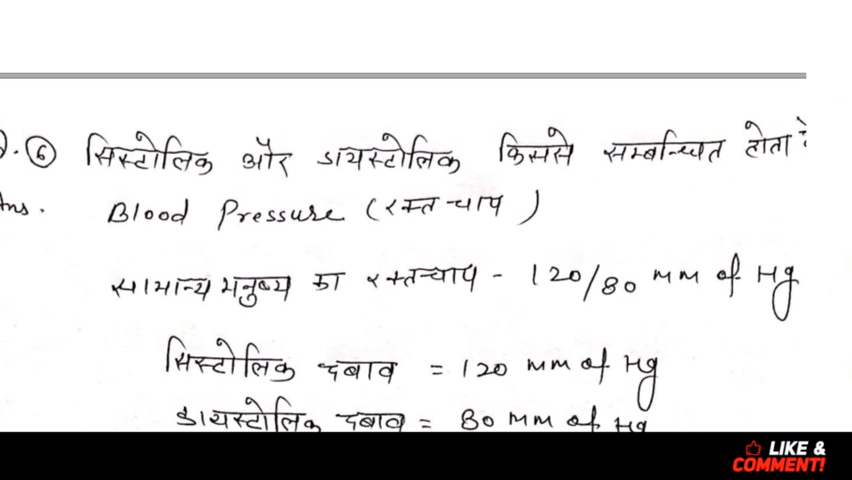 Q.⑥ सिस्टोलिक और डायस्टोलिक किससे सम्बन्धित होता है
Ans. Blood Pressure (रक्त चाप)
सामान्य मनुष्य का रक्तचाप - 120/80 mm of Hg
सिस्टोलिक दबाव = 120 mm of Hg
डायस्टोलिक दबाव = 80 mm of Hg
LIKE &
COMMENT!